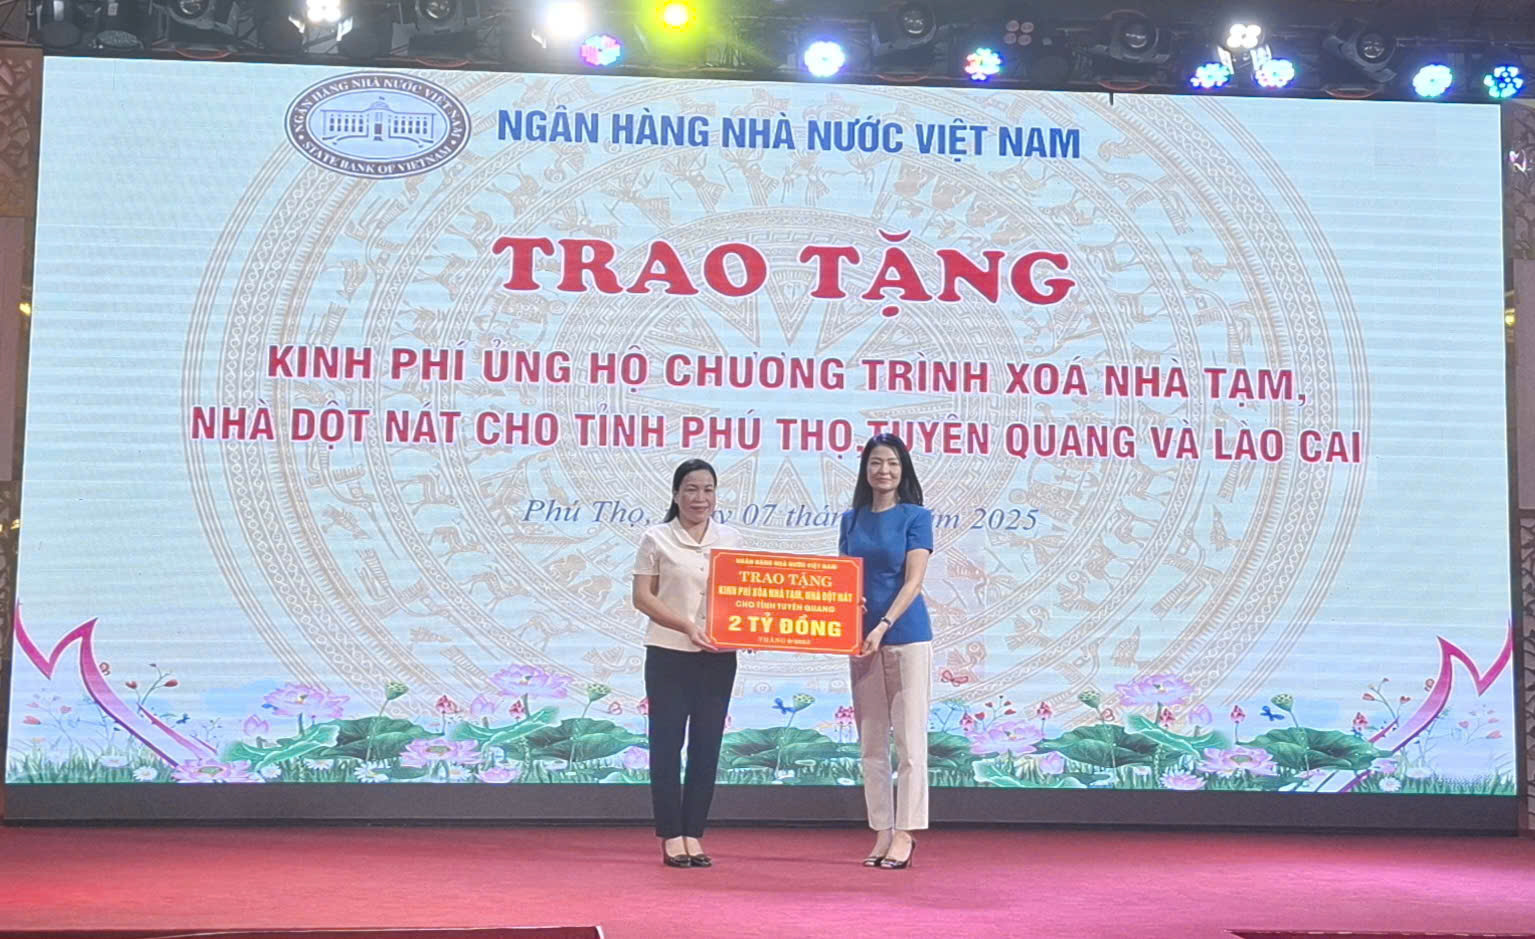 NGÂN HÀNG NHÀ NƯỚC VIỆT NAM
STATE BANK OF VIETNAM
NGÂN HÀNG NHÀ NƯỚC VIỆT NAM
TRAO TẶNG
KINH PHÍ ỦNG HỘ CHƯƠNG TRÌNH XOÁ NHÀ TẠM,
NHÀ DỘT NÁT CHO TỈNH PHÚ THỌ, TUYÊN QUANG VÀ LÀO CAI
Phú Thọ, 07 2025
NGÂN HÀNG NHÀ NƯỚC VIỆT NAM
TRAO TẶNG
KINH PHÍ XÓA NHÀ TẠM, NHÀ DỘT NÁT
CHO TỈNH TUYÊN QUANG
2 TỶ ĐỒNG